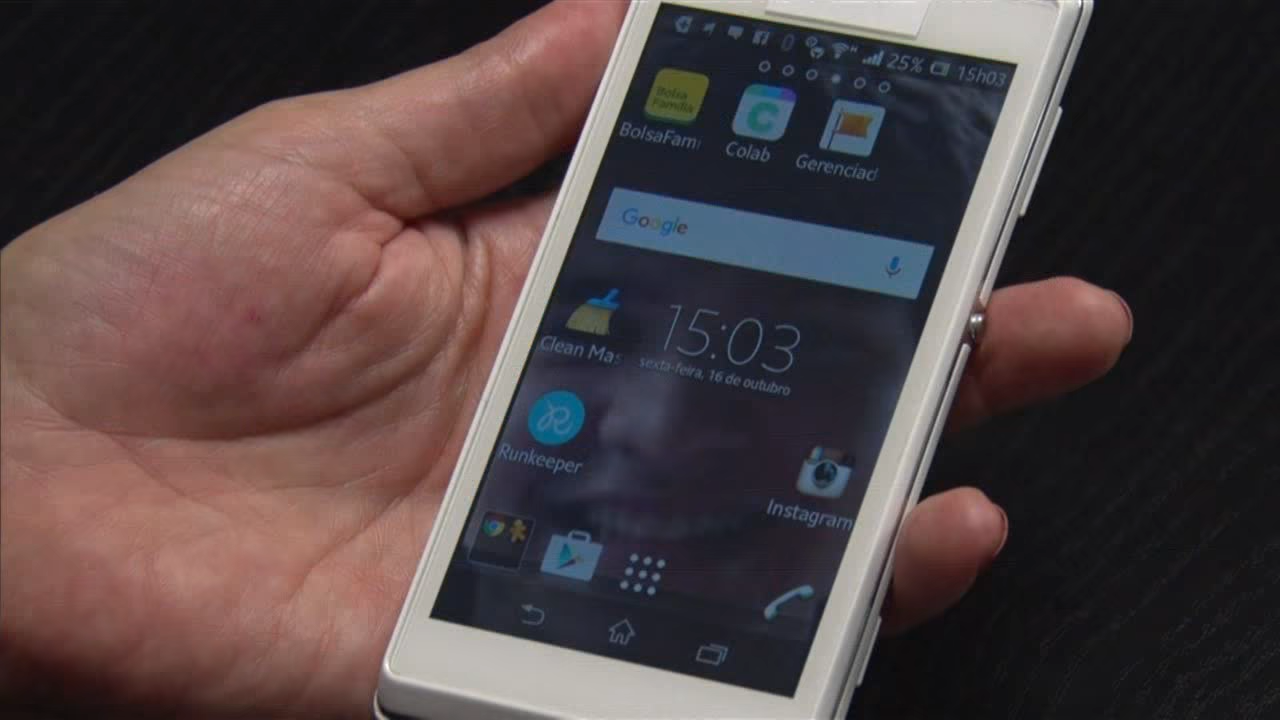 25% 15h03
Bolsa
Família
BolsaFam
Colab
Gerenciad
Google
15:03
sexta-feira, 16 de outubro
Clean Mas
Runkeeper
Instagram